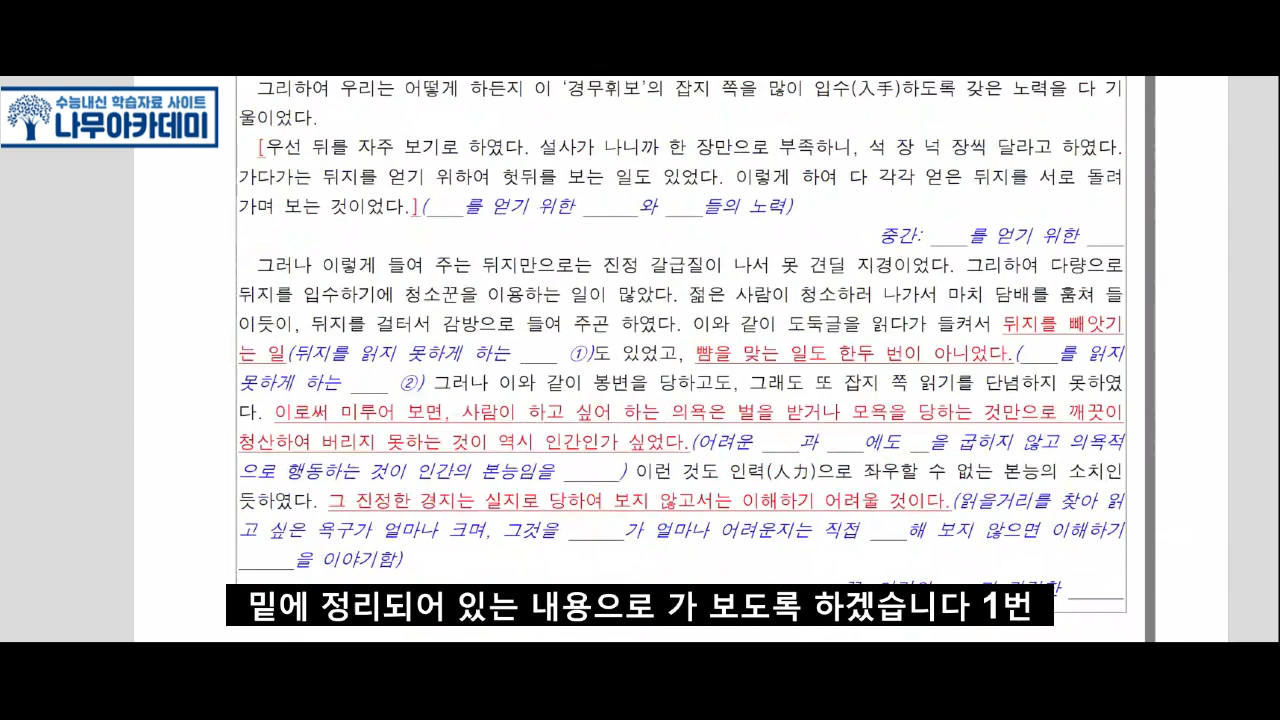 그리하여 우리는 어떻게 하든지 이 '경무휘보'의 잡지 쪽을 많이 입수(入手)하도록 갖은 노력을 다 기
수능내신 학습자료 사이트
나무아카데미
울이었다.
[우선 뒤를 자주 보기로 하였다. 설사가 나니까 한 장만으로 부족하니, 석 장 넉 장씩 달라고 하였다.
가다가는 뒤지를 얻기 위하여 헛뒤를 보는 일도 있었다. 이렇게 하여 다 각각 얻은 뒤지를 서로 돌려
가며 보는 것이었다.](____를 얻기 위한 ______와 ____들의 노력)
중간: ____를 얻기 위한 ____
그러나 이렇게 들여 주는 뒤지만으로는 진정 갈급질이 나서 못 견딜 지경이었다. 그리하여 다량으로
뒤지를 입수하기에 청소꾼을 이용하는 일이 많았다. 젊은 사람이 청소하러 나가서 마치 담배를 훔쳐 들
이듯이, 뒤지를 걸터서 감방으로 들여 주곤 하였다. 이와 같이 도둑글을 읽다가 들켜서 뒤지를 빼앗기
는 일(뒤지를 읽지 못하게 하는 ____ ①)도 있었고, 뺨을 맞는 일도 한두 번이 아니었다.(____를 읽지
못하게 하는 ____ ②) 그러나 이와 같이 봉변을 당하고도, 그래도 또 잡지 쪽 읽기를 단념하지 못하였
다. 이로써 미루어 보면, 사람이 하고 싶어 하는 의욕은 벌을 받거나 모욕을 당하는 것만으로 깨끗이
청산하여 버리지 못하는 것이 역시 인간인가 싶었다.(어려운 ____과 ____에도 __을 굽히지 않고 의욕적
으로 행동하는 것이 인간의 본능임을 ______) 이런 것도 인력(人力)으로 좌우할 수 없는 본능의 소치인
듯하였다. 그 진정한 경지는 실지로 당하여 보지 않고서는 이해하기 어려울 것이다.(읽을거리를 찾아 읽
고 싶은 욕구가 얼마나 크며, 그것을 ______가 얼마나 어려운지는 직접 ____해 보지 않으면 이해하기
______을 이야기함)
밑에 정리되어 있는 내용으로 가 보도록 하겠습니다 1번